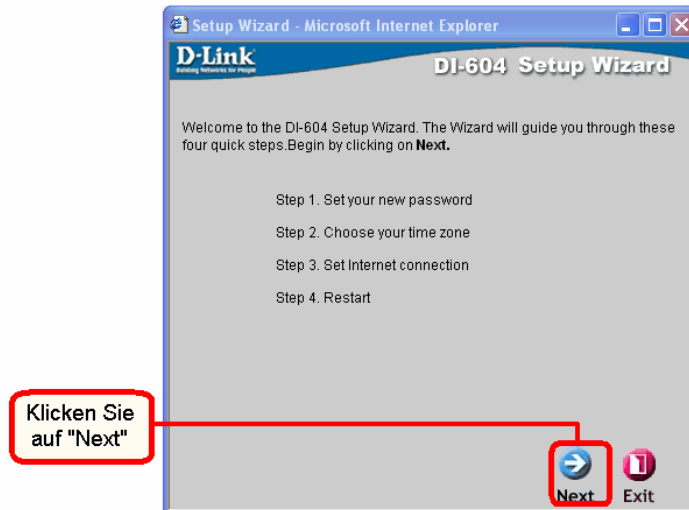 Setup Wizard - Microsoft Internet Explorer
D-Link
Building Networks for People
DI-604 Setup Wizard
Welcome to the DI-604 Setup Wizard. The Wizard will guide you through these
four quick steps.Begin by clicking on Next.
Step 1. Set your new password
Step 2. Choose your time zone
Step 3. Set Internet connection
Step 4. Restart
Klicken Sie
auf "Next"
Next Exit